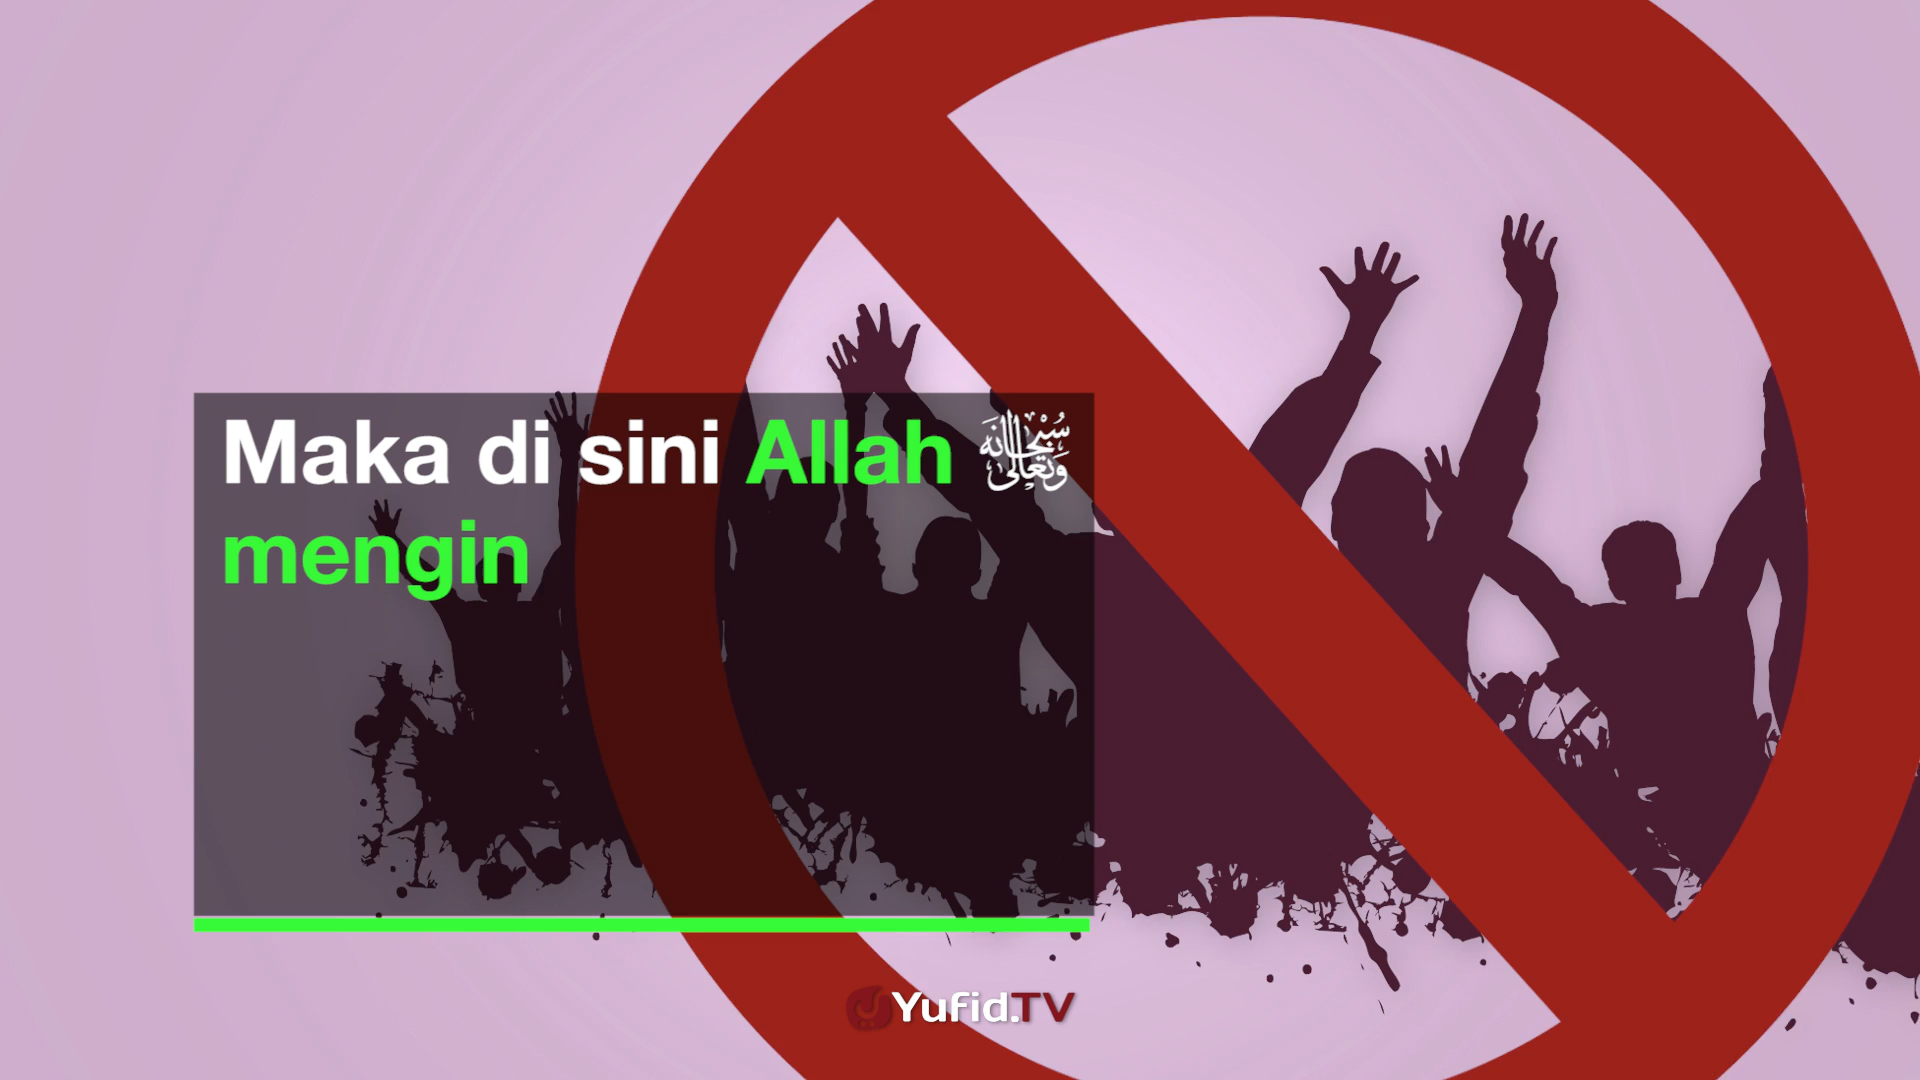 Maka di sini Allah سُبْحَانَهُ وَتَعَالَى
mengin
Yufid.TV